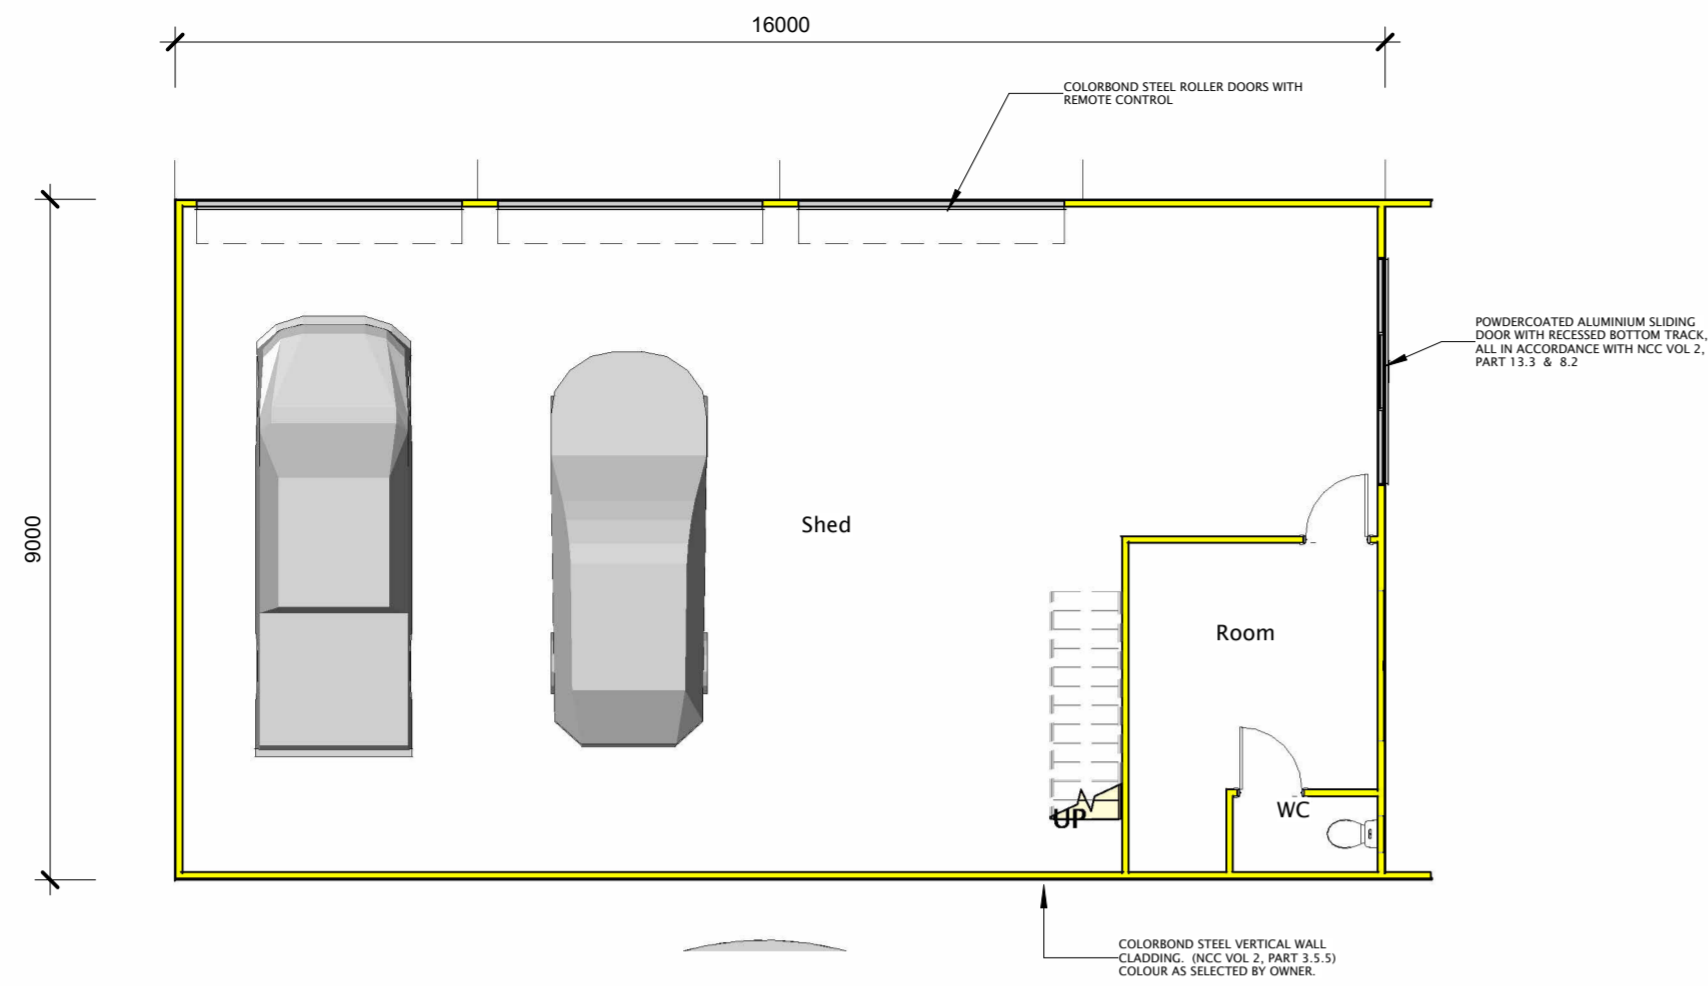 16000
COLORBOND STEEL ROLLER DOORS WITH
REMOTE CONTROL
POWDERCOATED ALUMINIUM SLIDING
DOOR WITH RECESSED BOTTOM TRACK,
ALL IN ACCORDANCE WITH NCC VOL 2,
PART 13.3 & 8.2
9000
Shed
Room
WC
UP
COLORBOND STEEL VERTICAL WALL
CLADDING. (NCC VOL 2, PART 3.5.5)
COLOUR AS SELECTED BY OWNER.